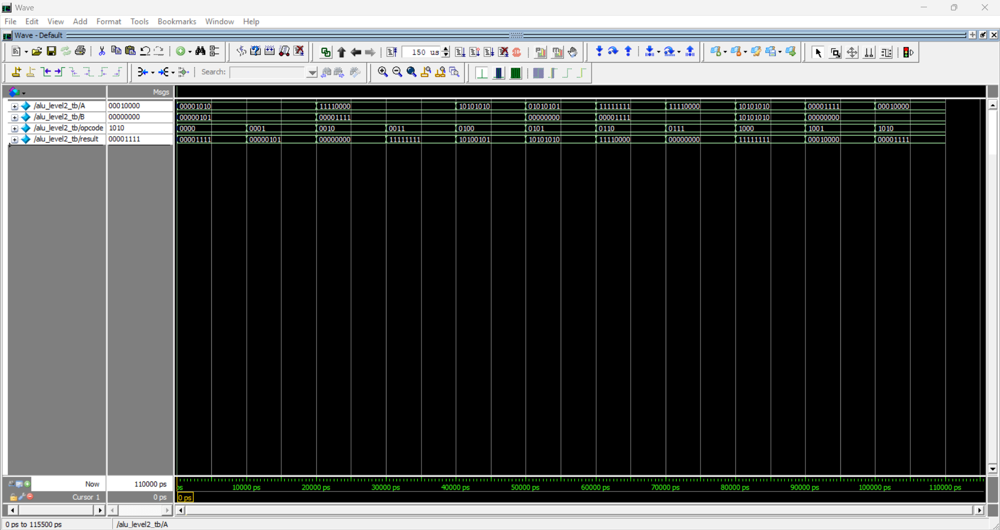 Wave
File Edit View Add Format Tools Bookmarks Window Help
Wave - Default
150 us
Search:
Msgs
/alu_level2_tb/A 00010000 00001010 11110000 10101010 01010101 11111111 11110000 10101010 00001111 00010000
/alu_level2_tb/B 00000000 00000101 00001111 00000000 00001111 10101010 00000000
/alu_level2_tb/opcode 1010 0000 0001 0010 0011 0100 0101 0110 0111 1000 1001 1010
/alu_level2_tb/result 00001111 00001111 00000101 00000000 11111111 10100101 10101010 11110000 00000000 11111111 00010000 00001111
Now 110000 ps ps 10000 ps 20000 ps 30000 ps 40000 ps 50000 ps 60000 ps 70000 ps 80000 ps 90000 ps 100000 ps 110000 ps
Cursor 1 0 ps 0 ps
0 ps to 115500 ps /alu_level2_tb/A